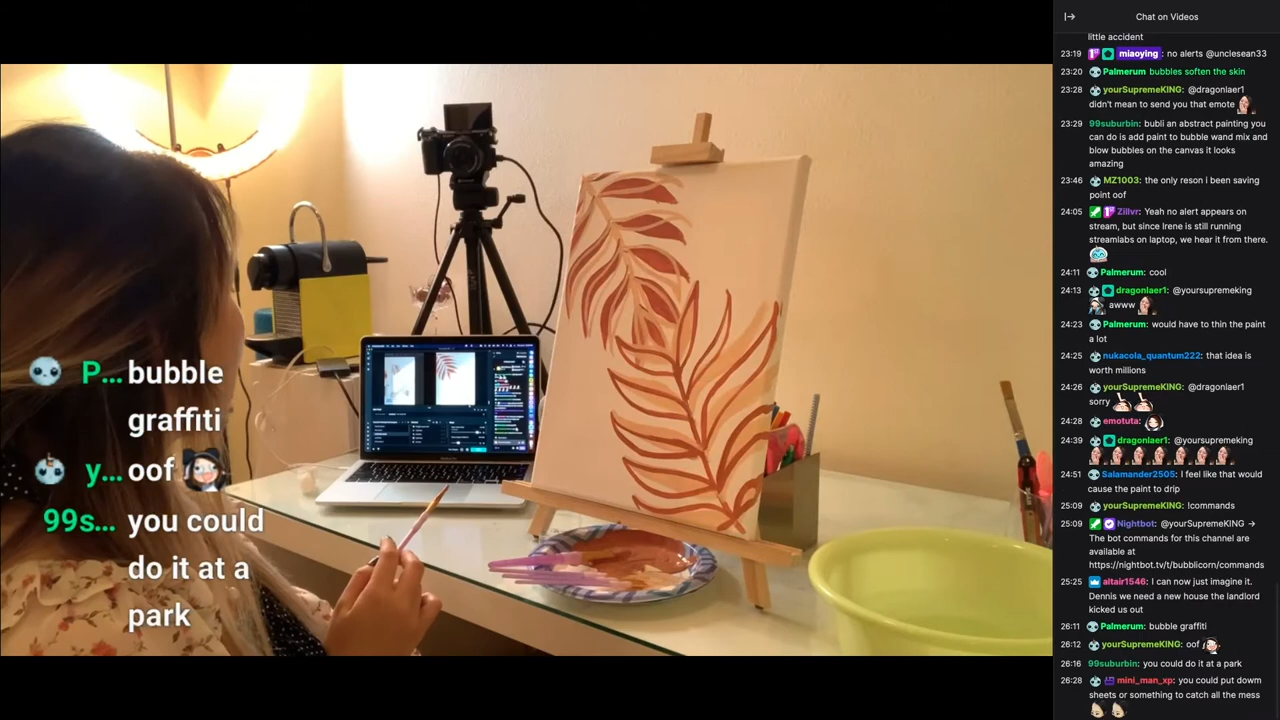 P... bubble
graffiti
y... oof
99s... you could
do it at a
park
Chat on Videos
little accident
23:19 miaoying: no alerts @unclesean33
23:20 Palmerum bubbles soften the skin
23:28 yourSupremeKING: @dragonlaer1
didn't mean to send you that emote
23:29 99suburbin: bubli an abstract painting you
can do is add paint to bubble wand mix and
blow bubbles on the canvas it looks
amazing
23:46 MZ1003: the only reson i been saving
point oof
24:05 Zillvr: Yeah no alert appears on
stream, but since Irene is still running
streamlabs on laptop, we hear it from there.
24:11 Palmerum: cool
24:13 dragonlaer1: @yoursupremeking
awww
24:23 Palmerum: would have to thin the paint
a lot
24:25 nukacola_quantum222: that idea is
worth millions
24:26 yourSupremeKING: @dragonlaer1
sorry
24:28 emotuta:
24:39 dragonlaer1: @yoursupremeking
24:51 Salamander2505: I feel like that would
cause the paint to drip
25:09 yourSupremeKING: !commands
25:09 Nightbot: @yourSupremeKING →
The bot commands for this channel are
available at
https://nightbot.tv/t/bubblicorn/commands
25:25 altair1546: I can now just imagine it.
Dennis we need a new house the landlord
kicked us out
26:11 Palmerum: bubble graffiti
26:12 yourSupremeKING: oof
26:16 99suburbin: you could do it at a park
26:28 mini_man_xp: you could put dowm
sheets or something to catch all the mess